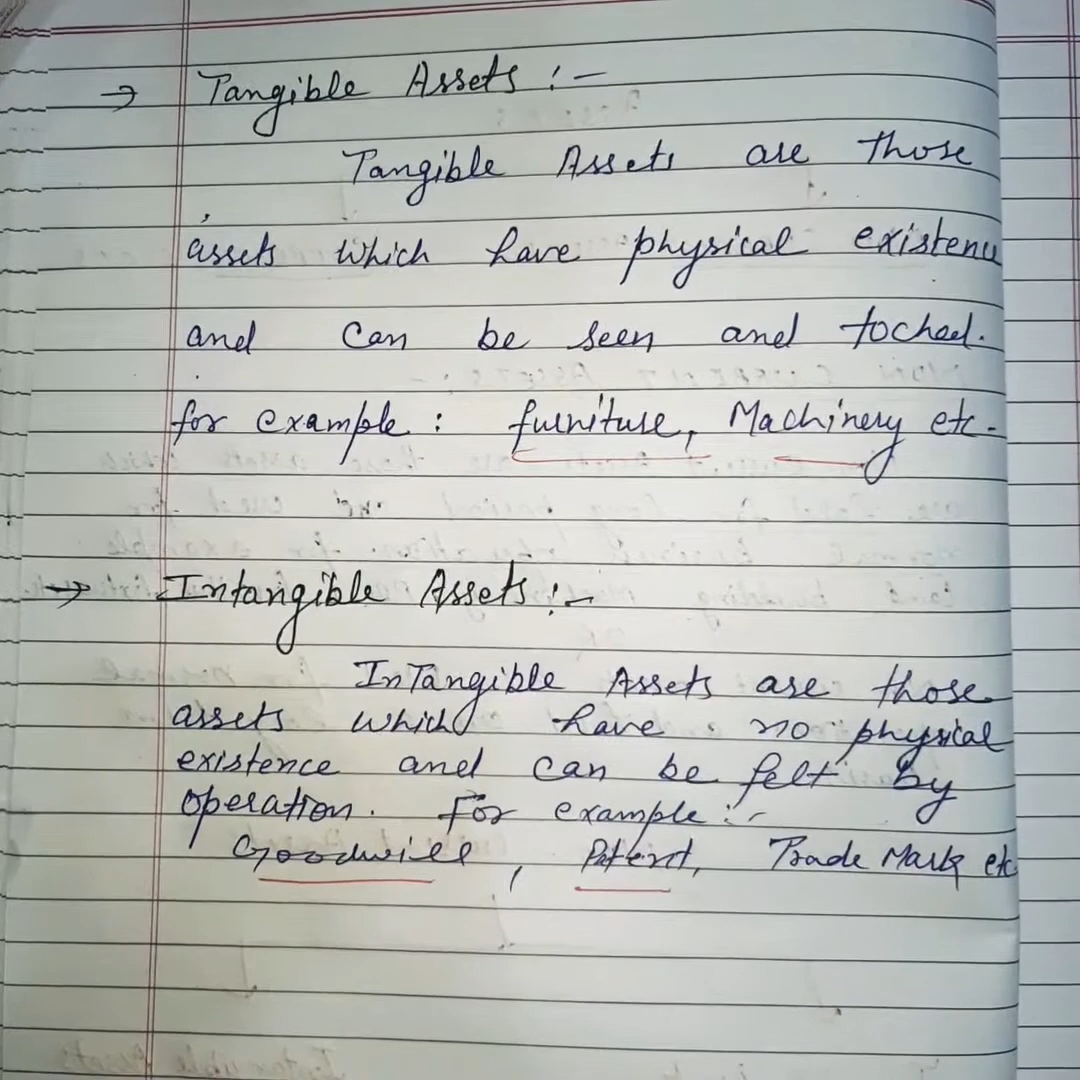 → Tangible Assets :-
Tangible Assets are those
assets which have physical existence
and can be seen and toched.
for example : furniture, Machinery etc.
→ Intangible Assets :-
InTangible Assets are those
assets which have no physical
existence and can be felt by
operation. For example :-
Goodwill, Patent, Trade Mark etc